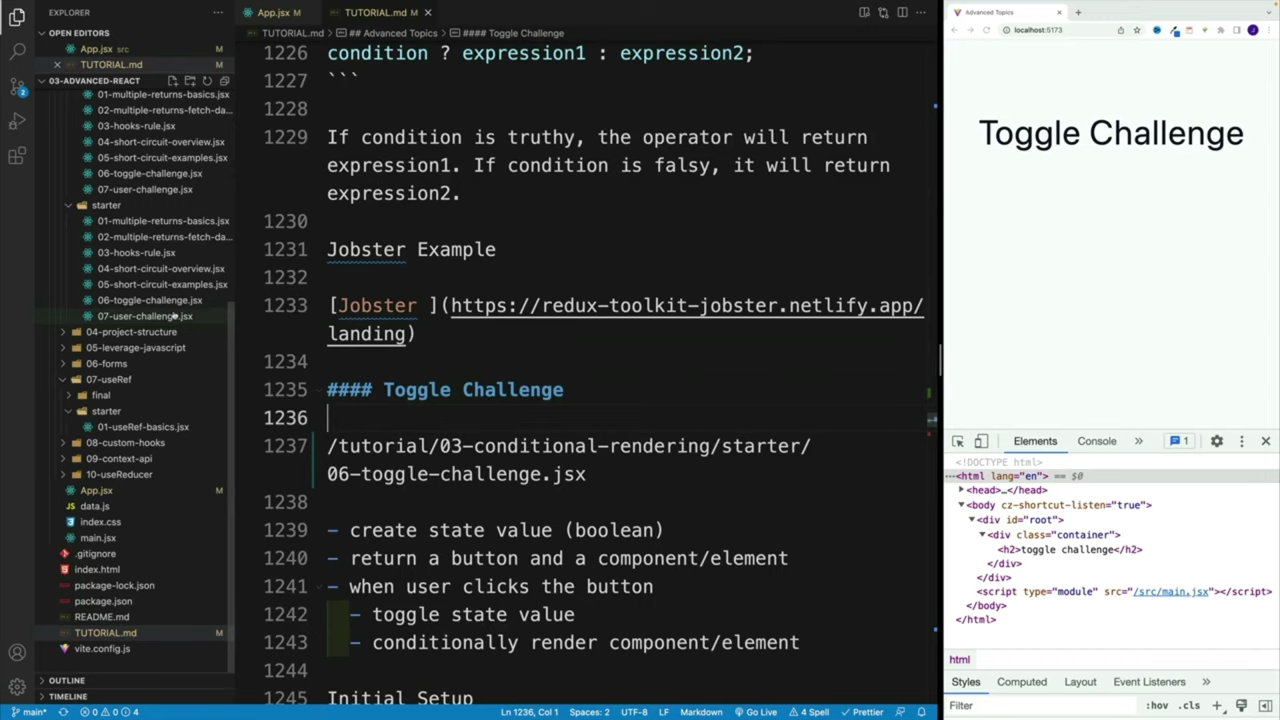 EXPLORER
OPEN EDITORS
App.jsx src M
TUTORIAL.md M
03-ADVANCED-REACT
01-multiple-returns-basics.jsx
02-multiple-returns-fetch-da...
03-hooks-rule.jsx
04-short-circuit-overview.jsx
05-short-circuit-examples.jsx
06-toggle-challenge.jsx
07-user-challenge.jsx
starter
01-multiple-returns-basics.jsx
02-multiple-returns-fetch-da...
03-hooks-rule.jsx
04-short-circuit-overview.jsx
05-short-circuit-examples.jsx
06-toggle-challenge.jsx
07-user-challenge.jsx
04-project-structure
05-leverage-javascript
06-forms
07-useRef
final
starter
01-useRef-basics.jsx
08-custom-hooks
09-context-api
10-useReducer
App.jsx M
data.js
index.css
main.jsx
.gitignore
index.html
package-lock.json
package.json
README.md
TUTORIAL.md M
vite.config.js
OUTLINE
TIMELINE
2
App.jsx M
TUTORIAL.md M
TUTORIAL.md > ## Advanced Topics > #### Toggle Challenge
1226 condition ? expression1 : expression2;
1227 ```
1228
1229 If condition is truthy, the operator will return
expression1. If condition is falsy, it will return
expression2.
1230
1231 Jobster Example
1232
1233 [Jobster ](https://redux-toolkit-jobster.netlify.app/
landing)
1234
1235 #### Toggle Challenge
1236
1237 /tutorial/03-conditional-rendering/starter/
06-toggle-challenge.jsx
1238
1239 - create state value (boolean)
1240 - return a button and a component/element
1241 - when user clicks the button
1242 - toggle state value
1243 - conditionally render component/element
1244
1245 Initial Setup
main* 0 0 4 Ln 1236, Col 1 Spaces: 2 UTF-8 LF Markdown Go Live 4 Spell Prettier
Advanced Topics
localhost:5173
J
Toggle Challenge
Elements Console » 1
<!DOCTYPE html>
<html lang="en"> == $0
<head>…</head>
<body cz-shortcut-listen="true">
<div id="root">
<div class="container">
<h2>toggle challenge</h2>
</div>
</div>
<script type="module" src="/src/main.jsx"></script>
</body>
</html>
html
Styles Computed Layout Event Listeners »
Filter :hov .cls +